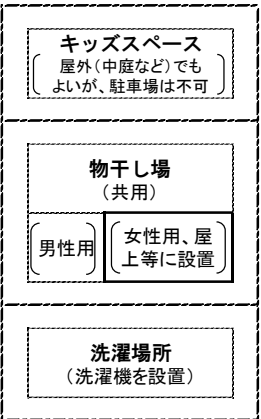 キッズスペース
屋外(中庭など)でも
よいが、駐車場は不可
物干し場
(共用)
男性用
女性用、屋
上等に設置
洗濯場所
(洗濯機を設置)